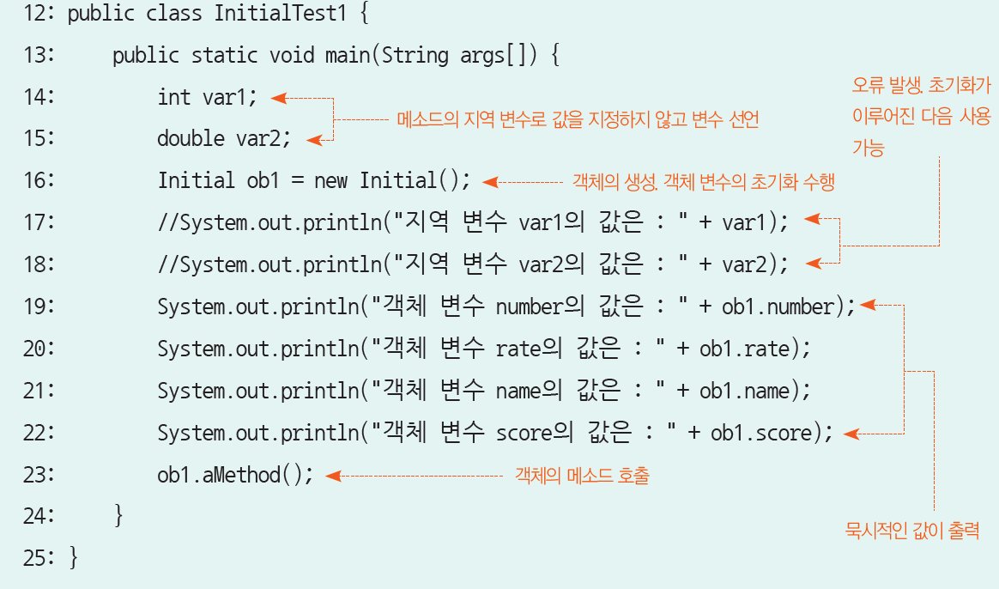 12: public class InitialTest1 {
13: public static void main(String args[]) {
14: int var1;
메소드의 지역 변수로 값을 지정하지 않고 변수 선언
오류 발생. 초기화가
이루어진 다음 사용
가능
15: double var2;
16: Initial ob1 = new Initial();
객체의 생성. 객체 변수의 초기화 수행
17: //System.out.println("지역 변수 var1의 값은 : " + var1);
18: //System.out.println("지역 변수 var2의 값은 : " + var2);
19: System.out.println("객체 변수 number의 값은 : " + ob1.number);
20: System.out.println("객체 변수 rate의 값은 : " + ob1.rate);
21: System.out.println("객체 변수 name의 값은 : " + ob1.name);
22: System.out.println("객체 변수 score의 값은 : " + ob1.score);
23: ob1.aMethod();
객체의 메소드 호출
24: }
묵시적인 값이 출력
25: }